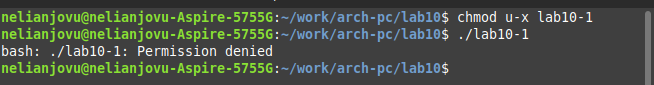 nelianjovu@nelianjovu-Aspire-5755G:~/work/arch-pc/lab10$ chmod u-x lab10-1
nelianjovu@nelianjovu-Aspire-5755G:~/work/arch-pc/lab10$ ./lab10-1
bash: ./lab10-1: Permission denied
nelianjovu@nelianjovu-Aspire-5755G:~/work/arch-pc/lab10$